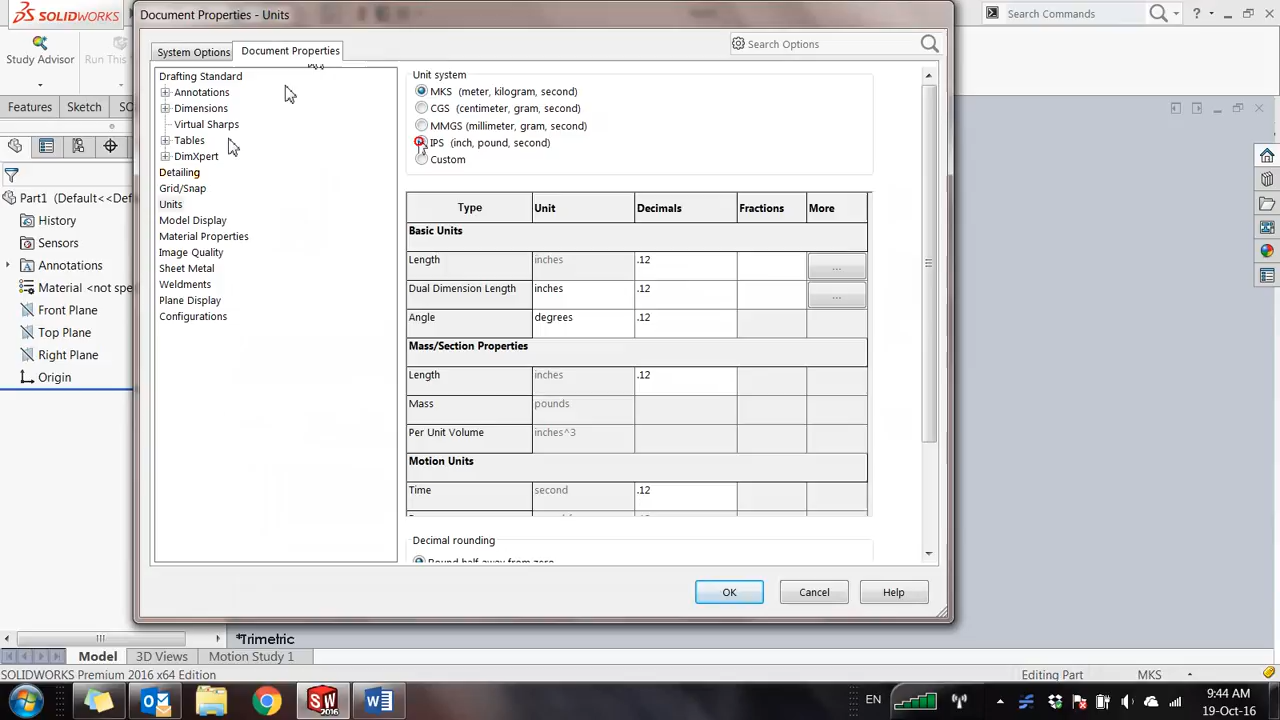 SOLIDWORKS
Document Properties - Units
Search Commands
Study Advisor
Run This
System Options
Document Properties
Search Options
Features
Sketch
Drafting Standard
Annotations
Dimensions
Virtual Sharps
Tables
DimXpert
Detailing
Grid/Snap
Units
Model Display
Material Properties
Image Quality
Sheet Metal
Weldments
Plane Display
Configurations
Unit system
MKS (meter, kilogram, second)
CGS (centimeter, gram, second)
MMGS (millimeter, gram, second)
IPS (inch, pound, second)
Custom
Type Unit Decimals Fractions More
Basic Units
Length inches .12 ...
Dual Dimension Length inches .12 ...
Angle degrees .12
Mass/Section Properties
Length inches .12
Mass pounds
Per Unit Volume inches^3
Motion Units
Time second .12
Decimal rounding
Round half away from zero
OK Cancel Help
Part1 (Default<<Def
History
Sensors
Annotations
Material <not spe
Front Plane
Top Plane
Right Plane
Origin
*Trimetric
Model 3D Views Motion Study 1
SOLIDWORKS Premium 2016 x64 Edition
Editing Part MKS
EN
9:44 AM
19-Oct-16